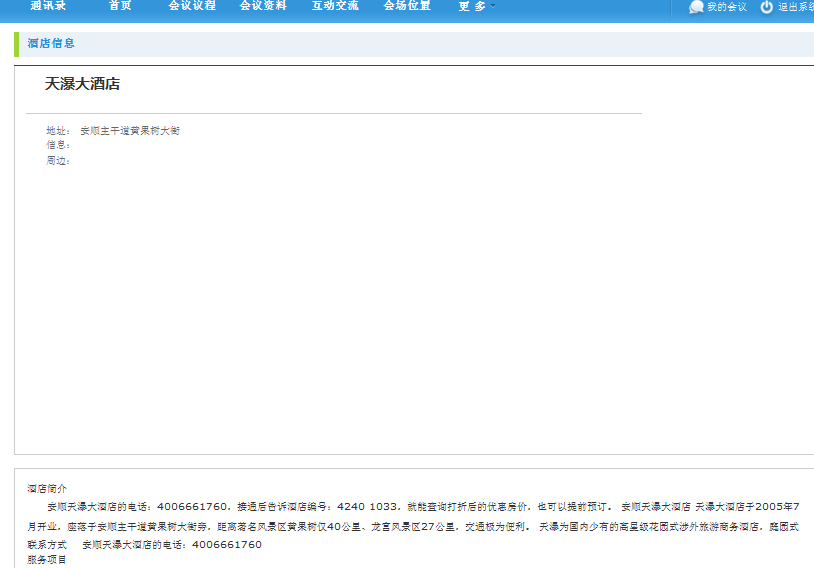 通讯录 首页 会议议程 会议资料 互动交流 会场位置 更 多 我的会议 退出系统
酒店信息
天瀑大酒店
地址： 安顺主干道黄果树大街
信息：
周边：
酒店简介
安顺天瀑大酒店的电话：4006661760，接通后告诉酒店编号：4240 1033，就能查询打折后的优惠房价，也可以提前预订。 安顺天瀑大酒店 天瀑大酒店于2005年7
月开业，座落于安顺主干道黄果树大街旁，距离著名风景区黄果树仅40公里、龙宫风景区27公里，交通极为便利。 天瀑为国内少有的高星级花园式涉外旅游商务酒店，庭园式
联系方式 安顺天瀑大酒店的电话：4006661760
服务项目